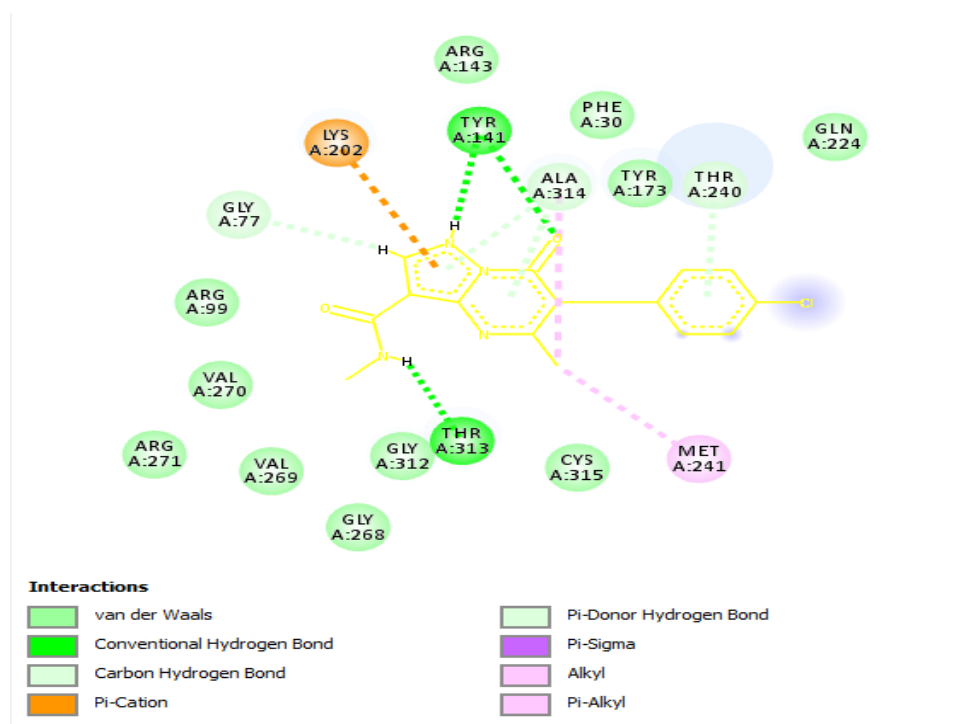 ARG
A:143
PHE
A:30
TYR
A:141
LYS
A:202
GLN
A:224
ALA
A:314
TYR
A:173
THR
A:240
GLY
A:77
H
N
O
H
N
ARG
A:99
O
Cl
N
N
H
VAL
A:270
THR
A:313
ARG
A:271
VAL
A:269
GLY
A:312
CYS
A:315
MET
A:241
GLY
A:268
Interactions
van der Waals
Conventional Hydrogen Bond
Carbon Hydrogen Bond
Pi-Cation
Pi-Donor Hydrogen Bond
Pi-Sigma
Alkyl
Pi-Alkyl